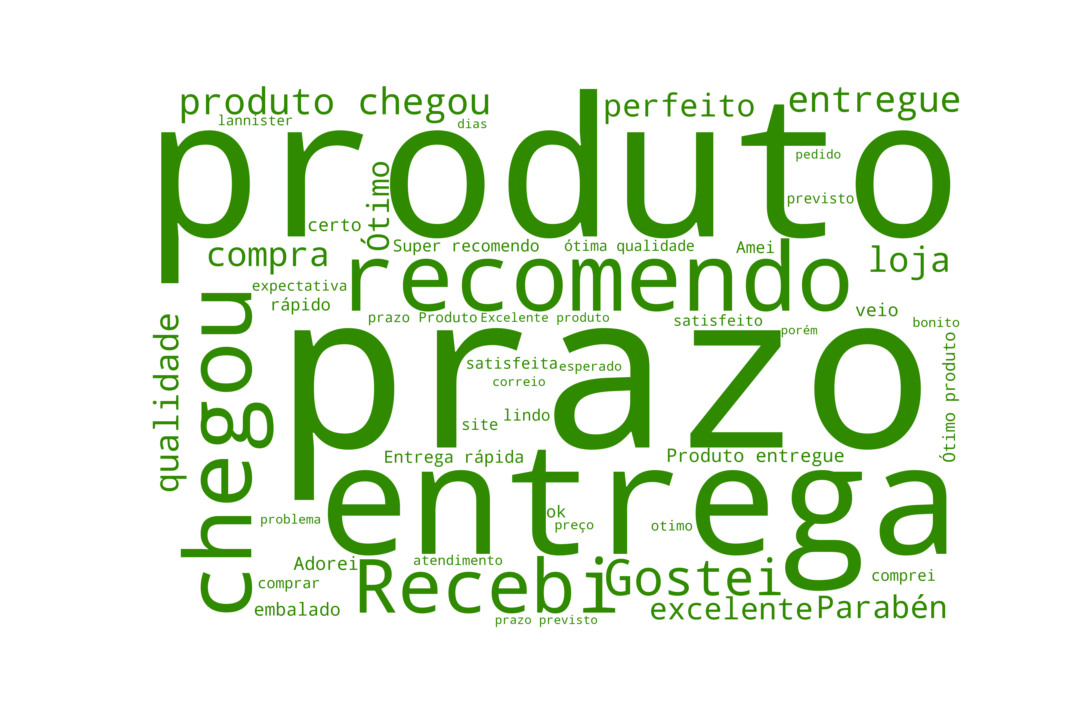 produto chegou
perfeito
entregue
lannister
dias
produto
pedido
previsto
Ótimo
certo
compra
Super recomendo
ótima qualidade
Amei
loja
recomendo
expectativa
rápido
chegou
qualidade
prazo Produto
Excelente produto
satisfeito
porém
veio
bonito
prazo
satisfeita
esperado
correio
lindo
site
Ótimo produto
Entrega rápida
Produto entregue
entrega
problema
ok
preço
otimo
Adorei
atendimento
Recebi
Gostei
comprei
comprar
embalado
excelente
Parabén
prazo previsto